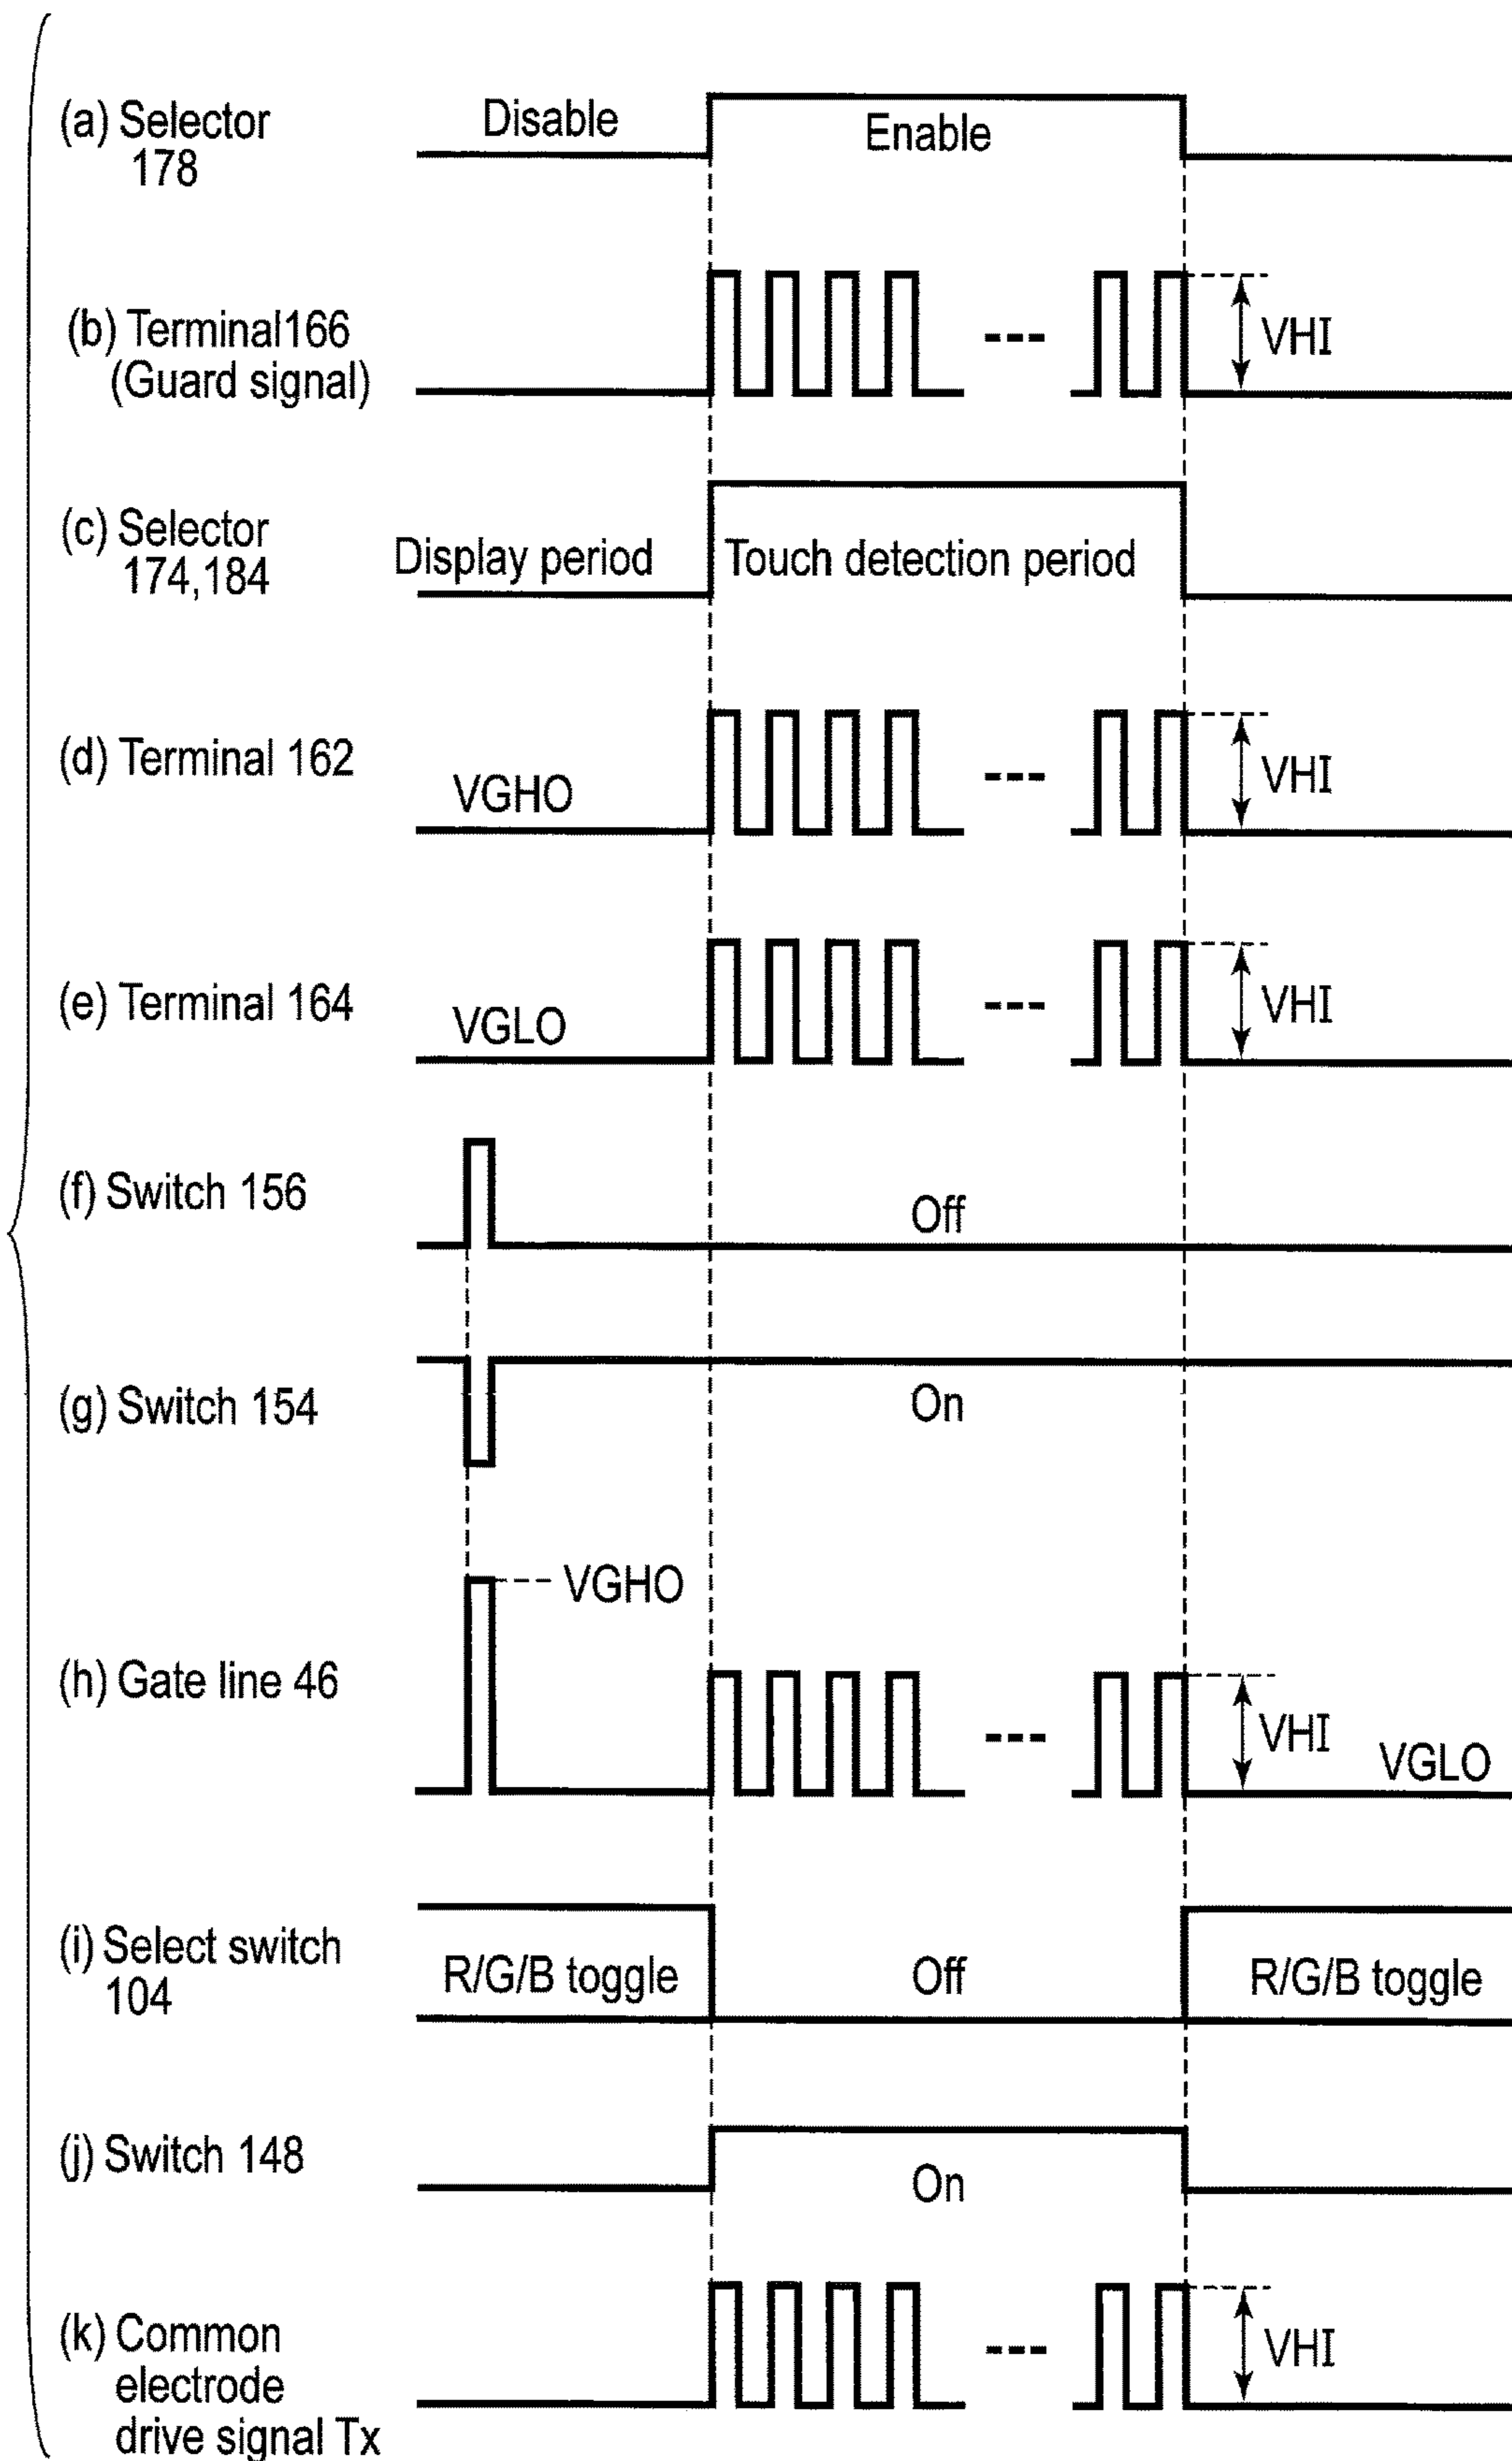 (a) Selector
178
Disable
Enable
(b) Terminal166
(Guard signal)
VHI
(c) Selector
174,184
Display period
Touch detection period
(d) Terminal 162
VGHO
VHI
(e) Terminal 164
VGLO
VHI
(f) Switch 156
Off
(g) Switch 154
On
VGHO
(h) Gate line 46
VHI
VGLO
(i) Select switch
104
R/G/B toggle
Off
R/G/B toggle
(j) Switch 148
On
(k) Common
electrode
drive signal Tx
VHI